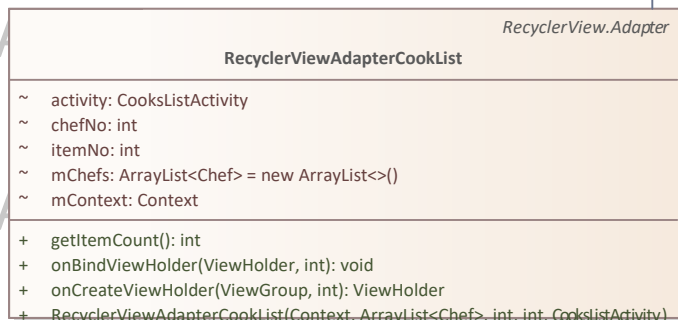 RecyclerView.Adapter
RecyclerViewAdapterCookList
~ activity: CooksListActivity
~ chefNo: int
~ itemNo: int
~ mChefs: ArrayList<Chef> = new ArrayList<>()
~ mContext: Context
+ getItemCount(): int
+ onBindViewHolder(ViewHolder, int): void
+ onCreateViewHolder(ViewGroup, int): ViewHolder
+ RecyclerViewAdapterCookList(Context, ArrayList<Chef>, int, int, CooksListActivity)